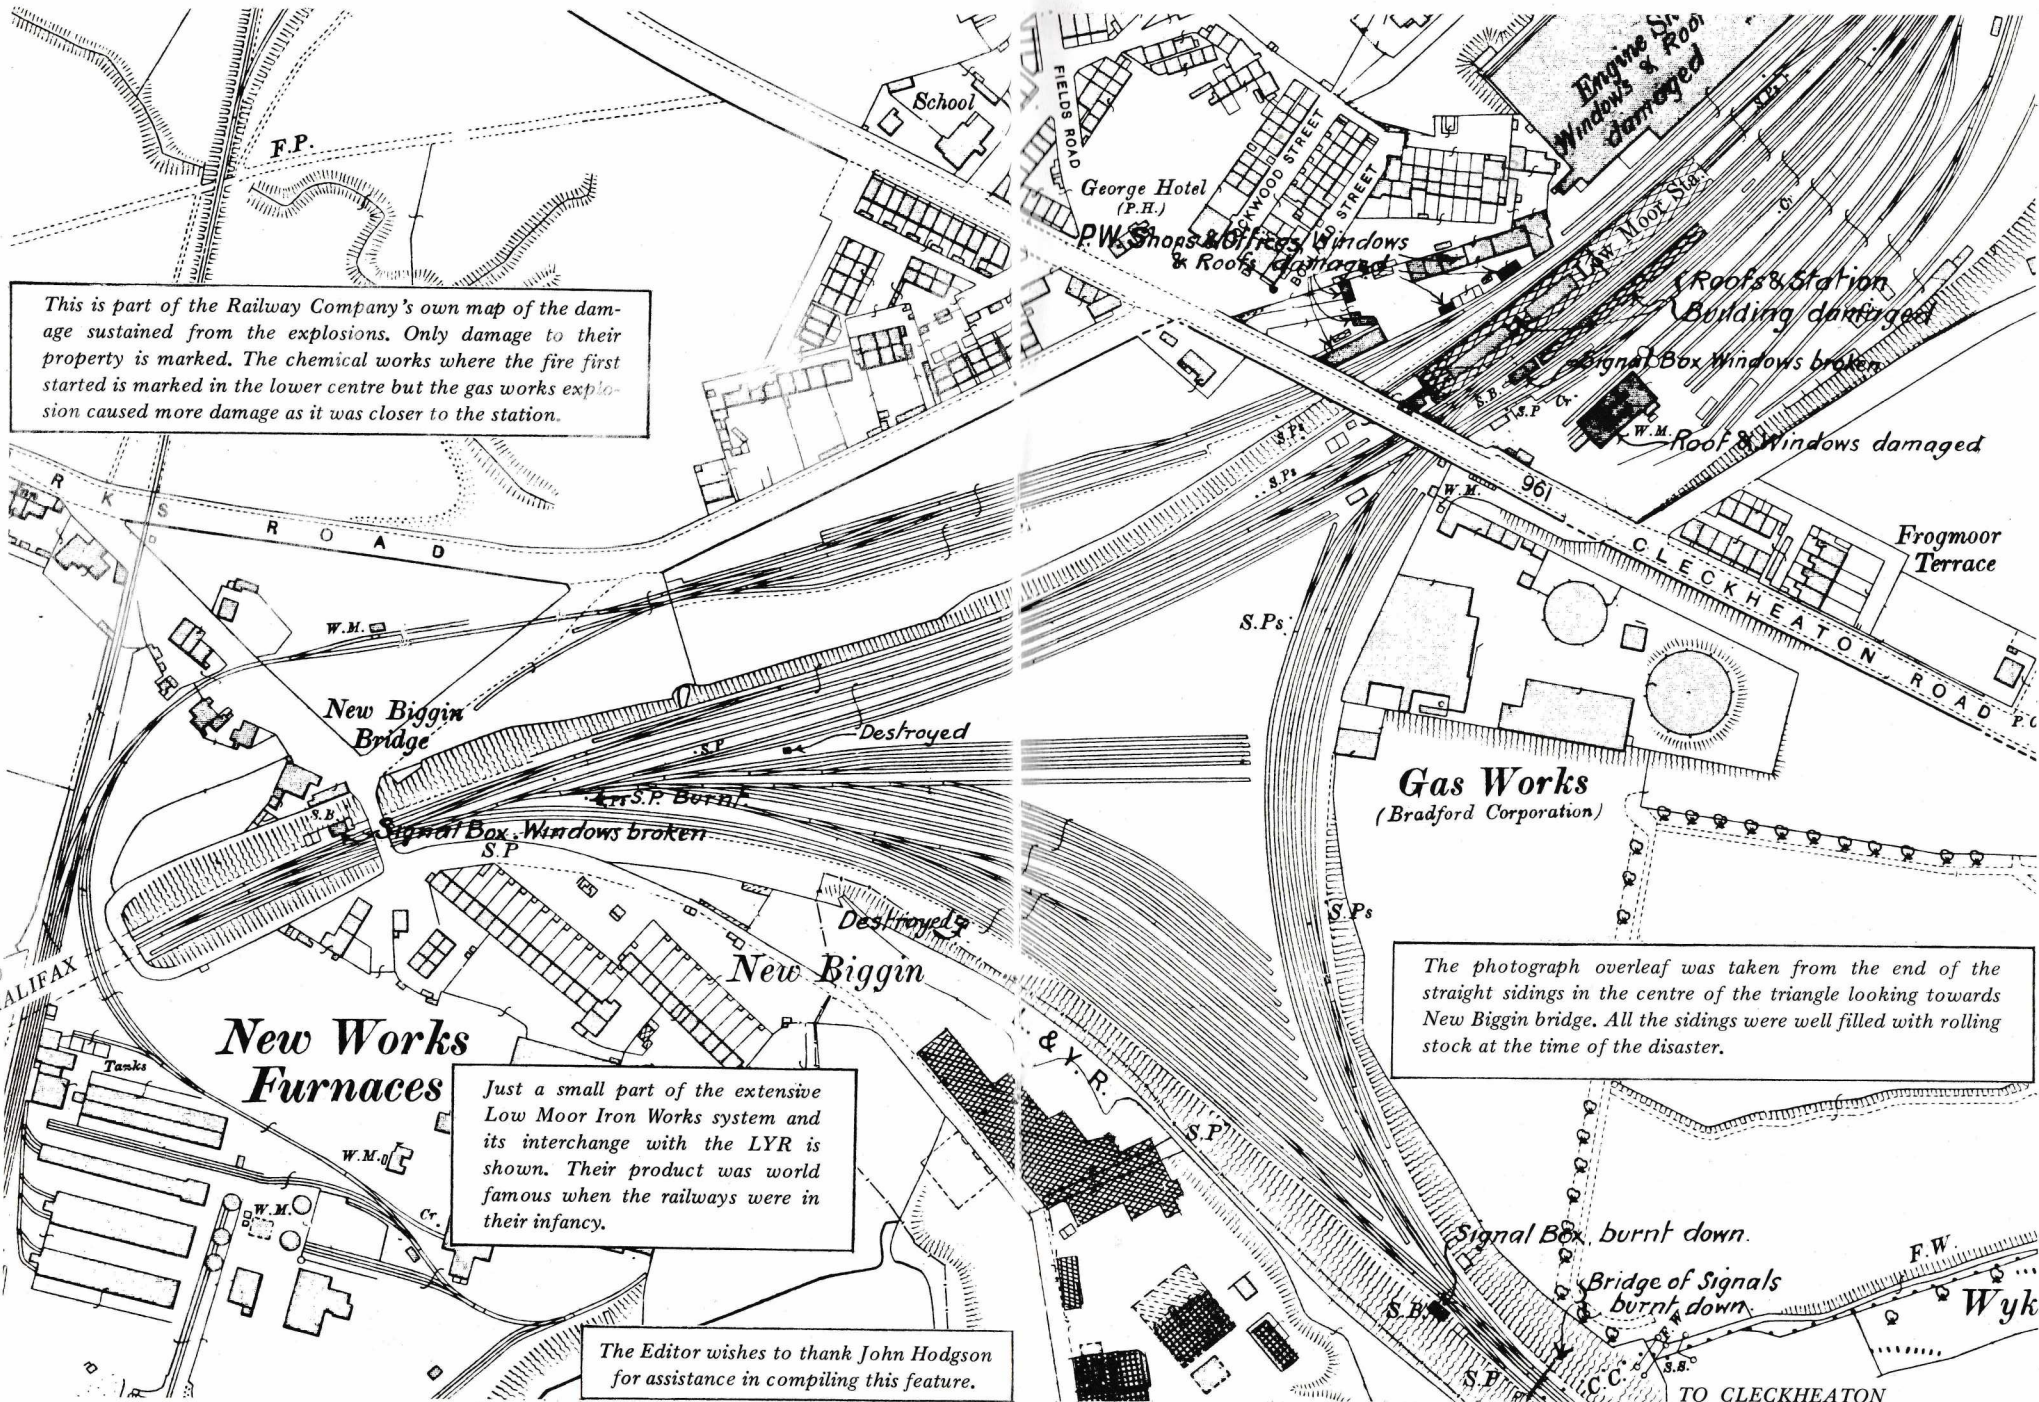 School
FIELDS ROAD
F.P.
George Hotel
(P.H.)
STREET
STREET
Windows & Roof
damaged
S.Ps
Low Moor Sta.
C.
P.W. Shops & Offices, Windows
& Roofs damaged
Roofs & Station
Building damaged
Signal Box Windows broken
S.B.
S.P
Cr
W.M.
Roof & Windows damaged
This is part of the Railway Company's own map of the dam-
age sustained from the explosions. Only damage to their
property is marked. The chemical works where the fire first
started is marked in the lower centre but the gas works explo-
sion caused more damage as it was closer to the station.
S.Ps
S.Ps
W.M.
961
R K S ROAD
CLECKHEATON ROAD
Frogmoor
Terrace
W.M.
S.Ps.
New Biggin
Bridge
Destroyed
S.P
S.P. Burnt.
Gas Works
(Bradford Corporation)
S.B.
Signal Box. Windows broken
S.P
S.Ps
Destroyed
New Biggin
ALIFAX
The photograph overleaf was taken from the end of the
straight sidings in the centre of the triangle looking towards
New Biggin bridge. All the sidings were well filled with rolling
stock at the time of the disaster.
New Works
Furnaces
Tanks
& Y. R.
Just a small part of the extensive
Low Moor Iron Works system and
its interchange with the LYR is
shown. Their product was world
famous when the railways were in
their infancy.
S.P
W.M.
W.M.
Cr.
Signal Box burnt down.
F.W.
Bridge of Signals
burnt down.
Wyk
S.B.
F.W.
S.P
C.C.
S.S.
The Editor wishes to thank John Hodgson
for assistance in compiling this feature.
TO CLECKHEATON